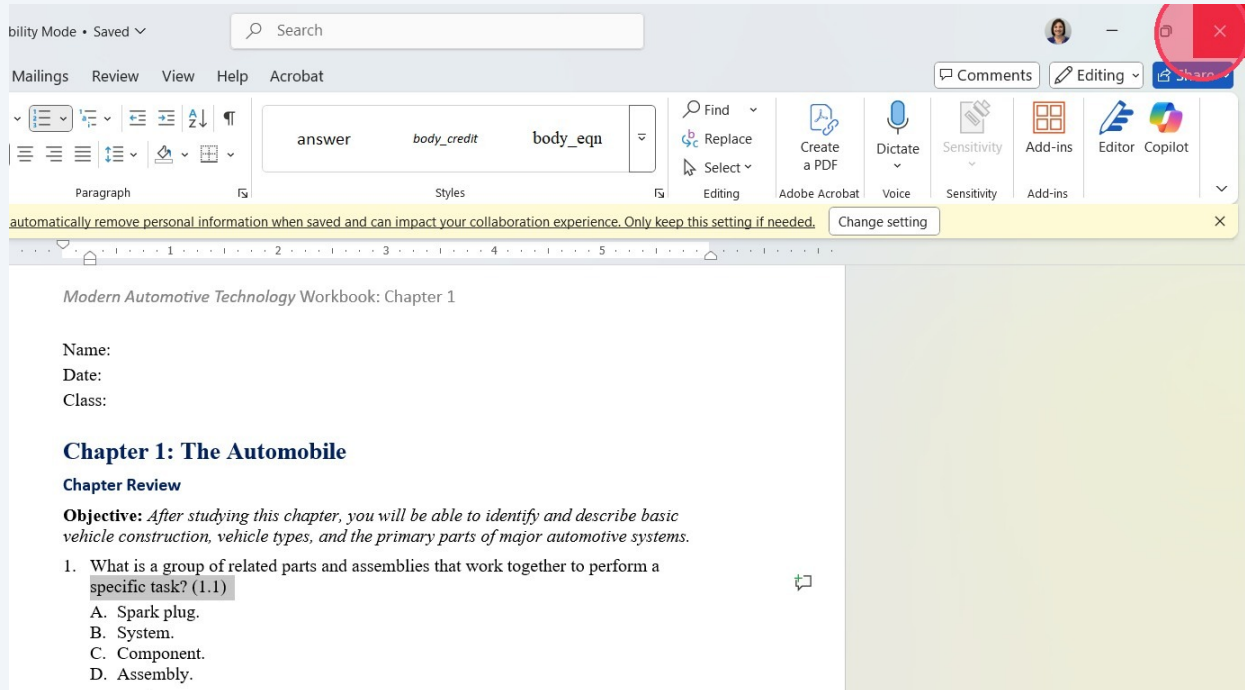 bility Mode • Saved
Search
Mailings Review View Help Acrobat
Comments Editing Share
answer body_credit body_eqn
Find
Replace
Select
Create a PDF
Dictate
Sensitivity
Add-ins
Editor
Copilot
Paragraph Styles Editing Adobe Acrobat Voice Sensitivity Add-ins
automatically remove personal information when saved and can impact your collaboration experience. Only keep this setting if needed. Change setting
1 2 3 4 5
Modern Automotive Technology Workbook: Chapter 1
Name:
Date:
Class:
Chapter 1: The Automobile
Chapter Review
Objective: After studying this chapter, you will be able to identify and describe basic
vehicle construction, vehicle types, and the primary parts of major automotive systems.
1. What is a group of related parts and assemblies that work together to perform a
specific task? (1.1)
A. Spark plug.
B. System.
C. Component.
D. Assembly.